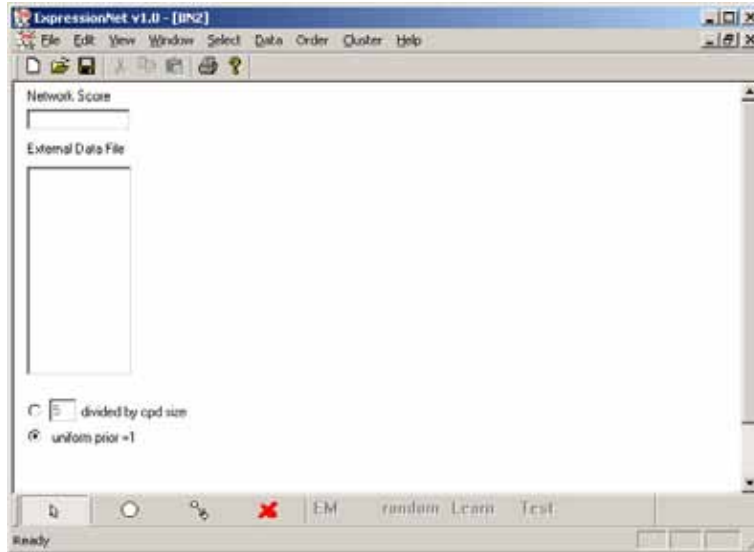 ExpressionNet v1.0 - [BN2]
File Edit View Window Select Data Order Cluster Help
Network Score
External Data File
5 divided by cpd size
uniform prior =1
EM random Learn Test
Ready